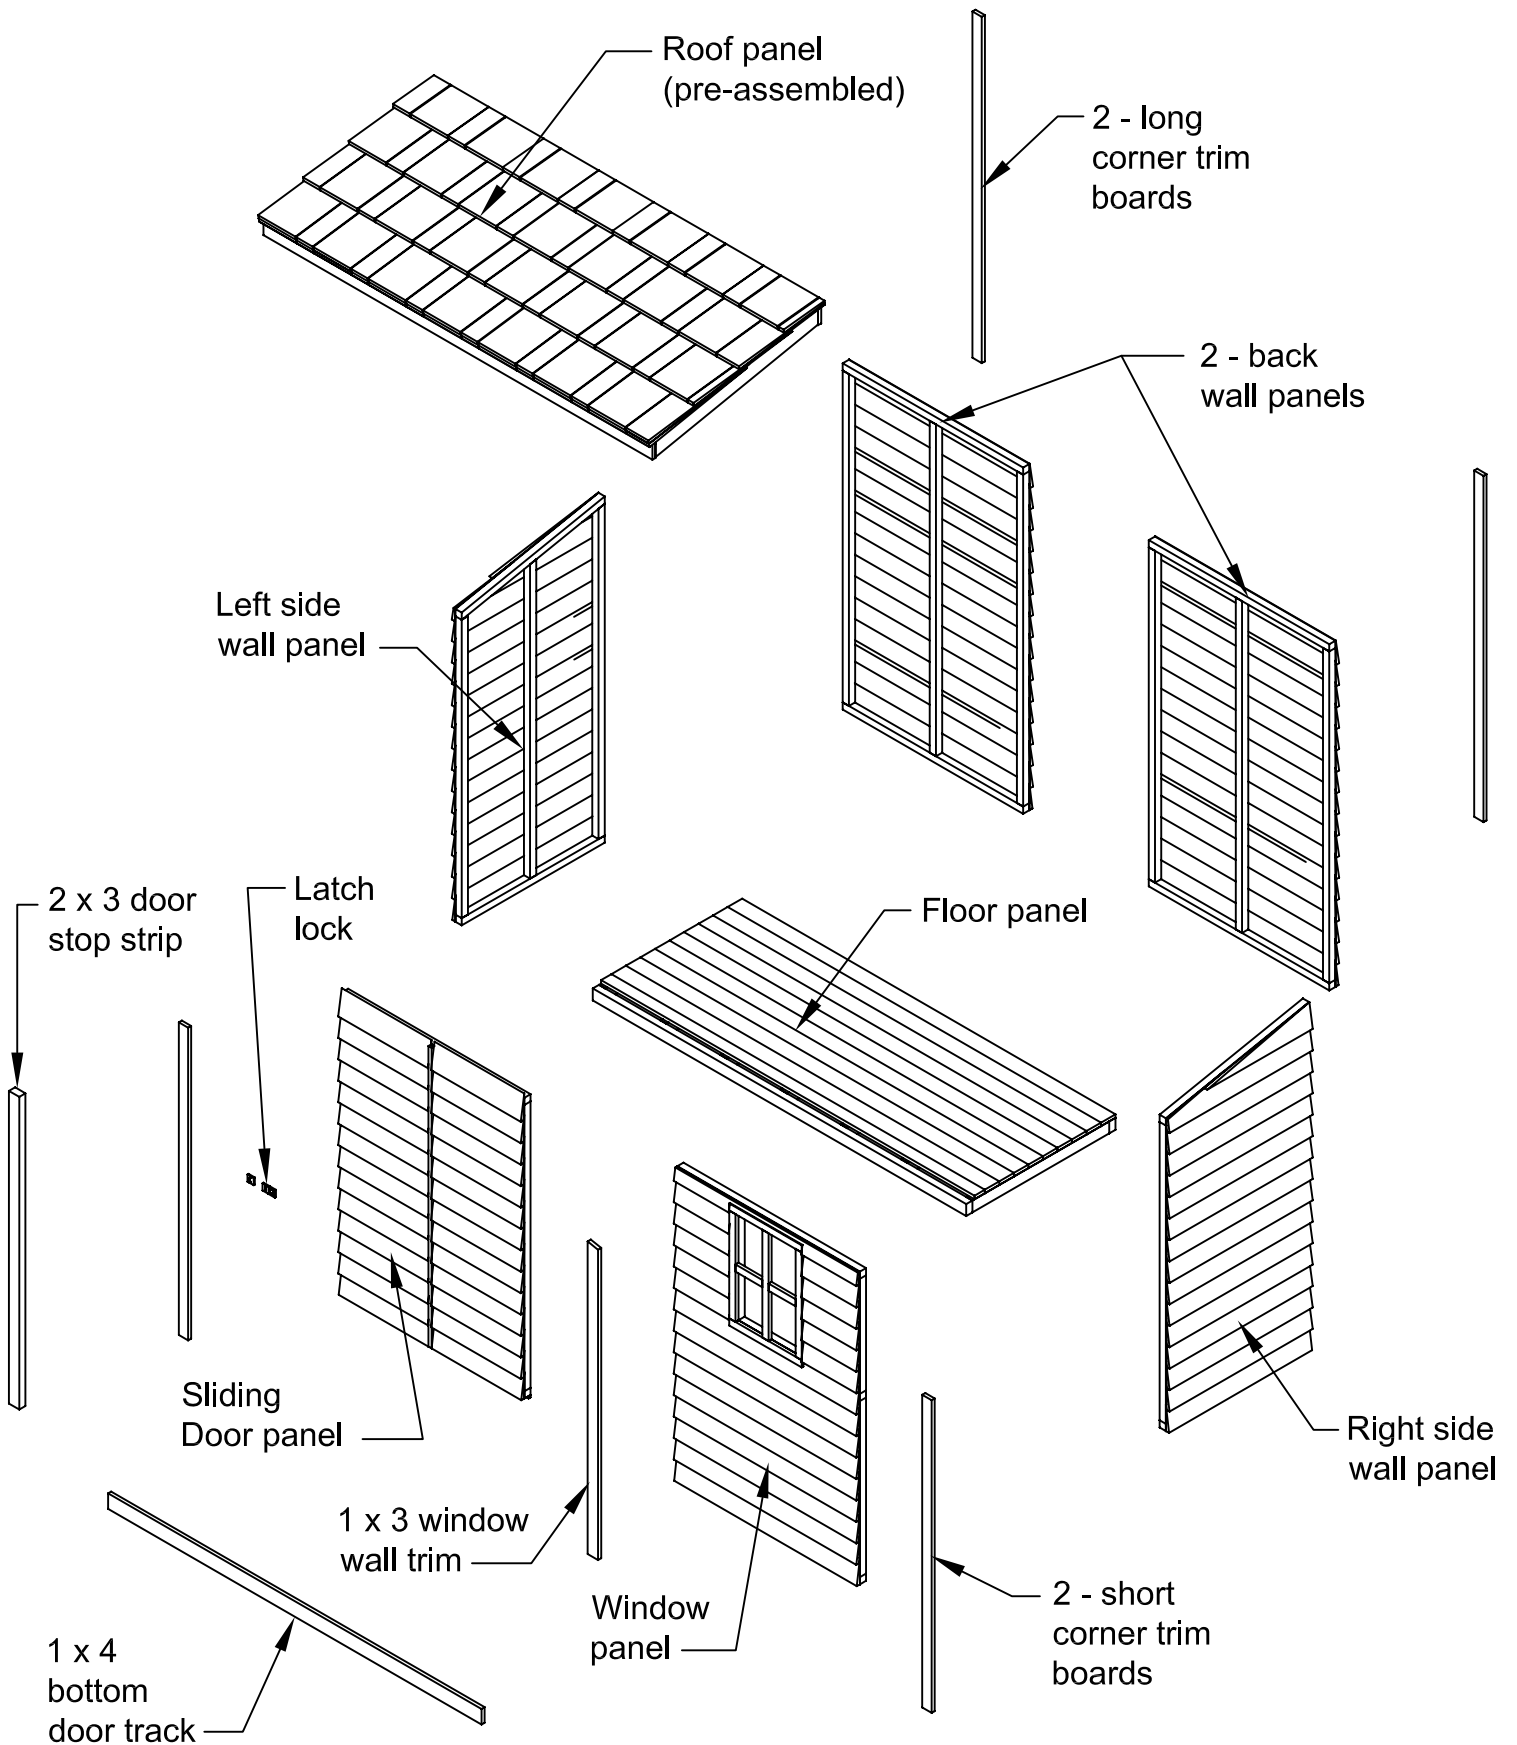 Roof panel
(pre-assembled)
2 - long
corner trim
boards
2 - back
wall panels
Left side
wall panel
2 x 3 door
stop strip
Latch
lock
Floor panel
Sliding
Door panel
Right side
wall panel
1 x 3 window
wall trim
Window
panel
2 - short
corner trim
boards
1 x 4
bottom
door track